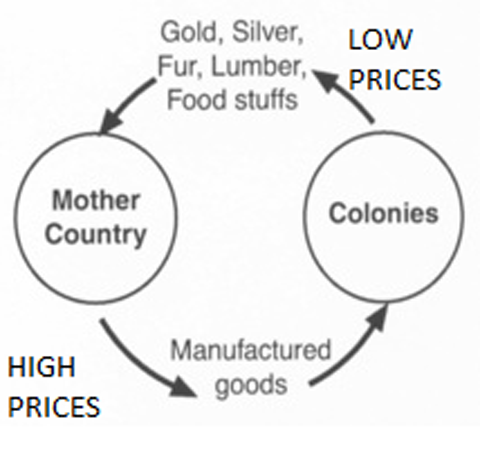 Gold, Silver,
Fur, Lumber,
Food stuffs
LOW
PRICES
Mother
Country
Colonies
Manufactured
goods
HIGH
PRICES